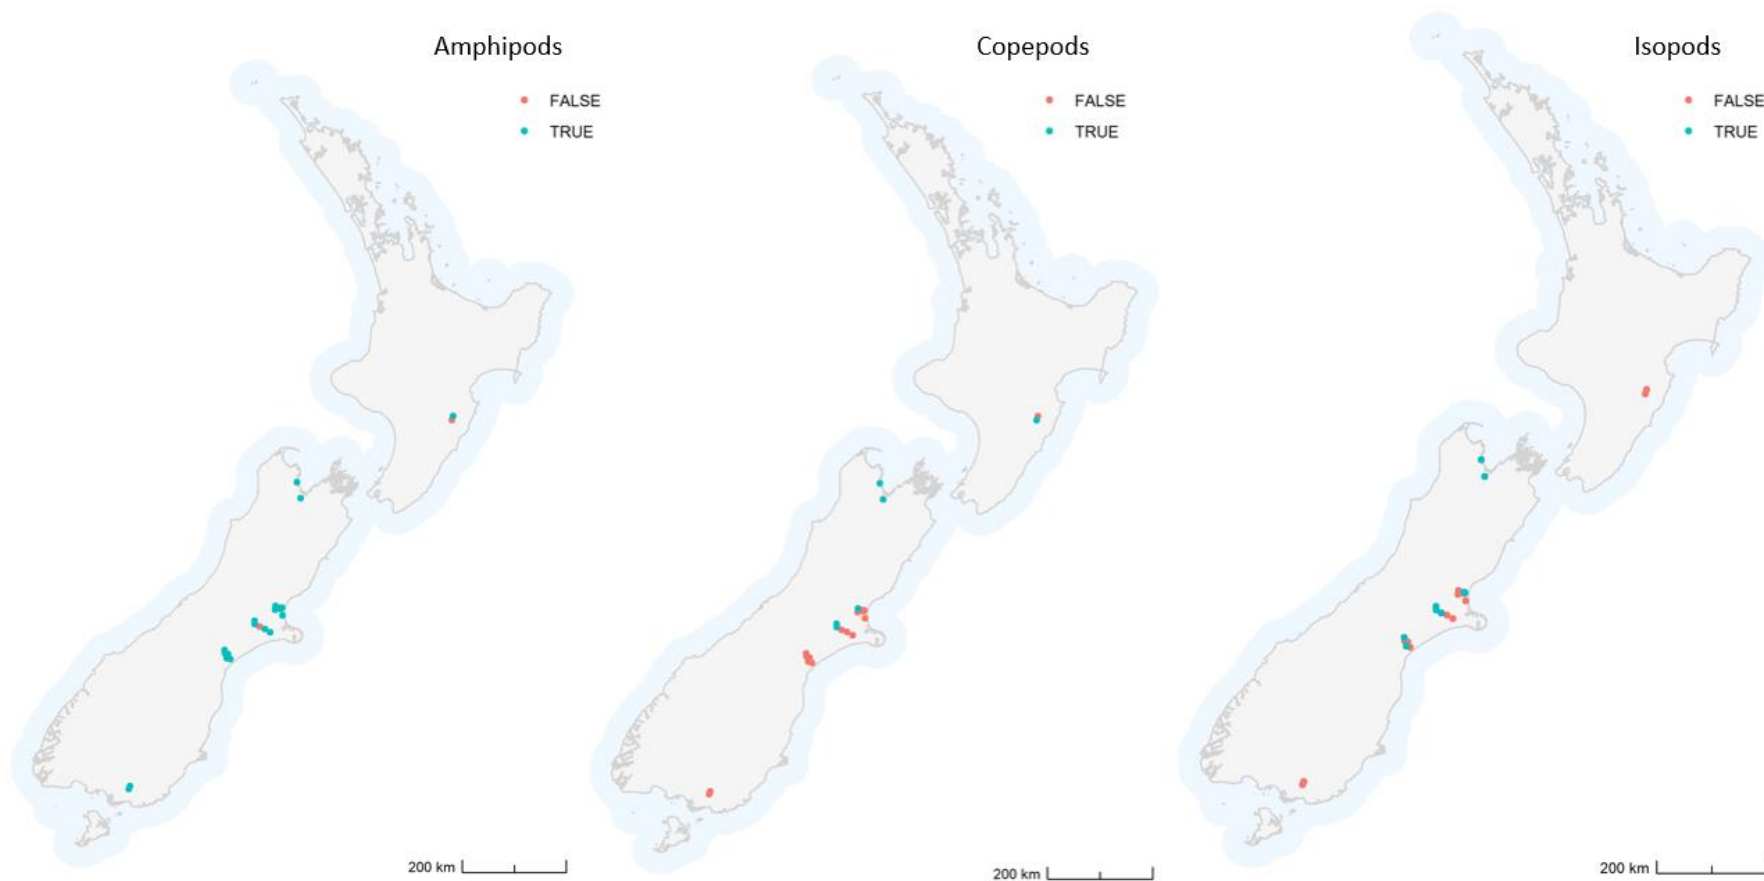 Amphipods
FALSE
TRUE
200 km
Copepods
FALSE
TRUE
200 km
Isopods
FALSE
TRUE
200 km